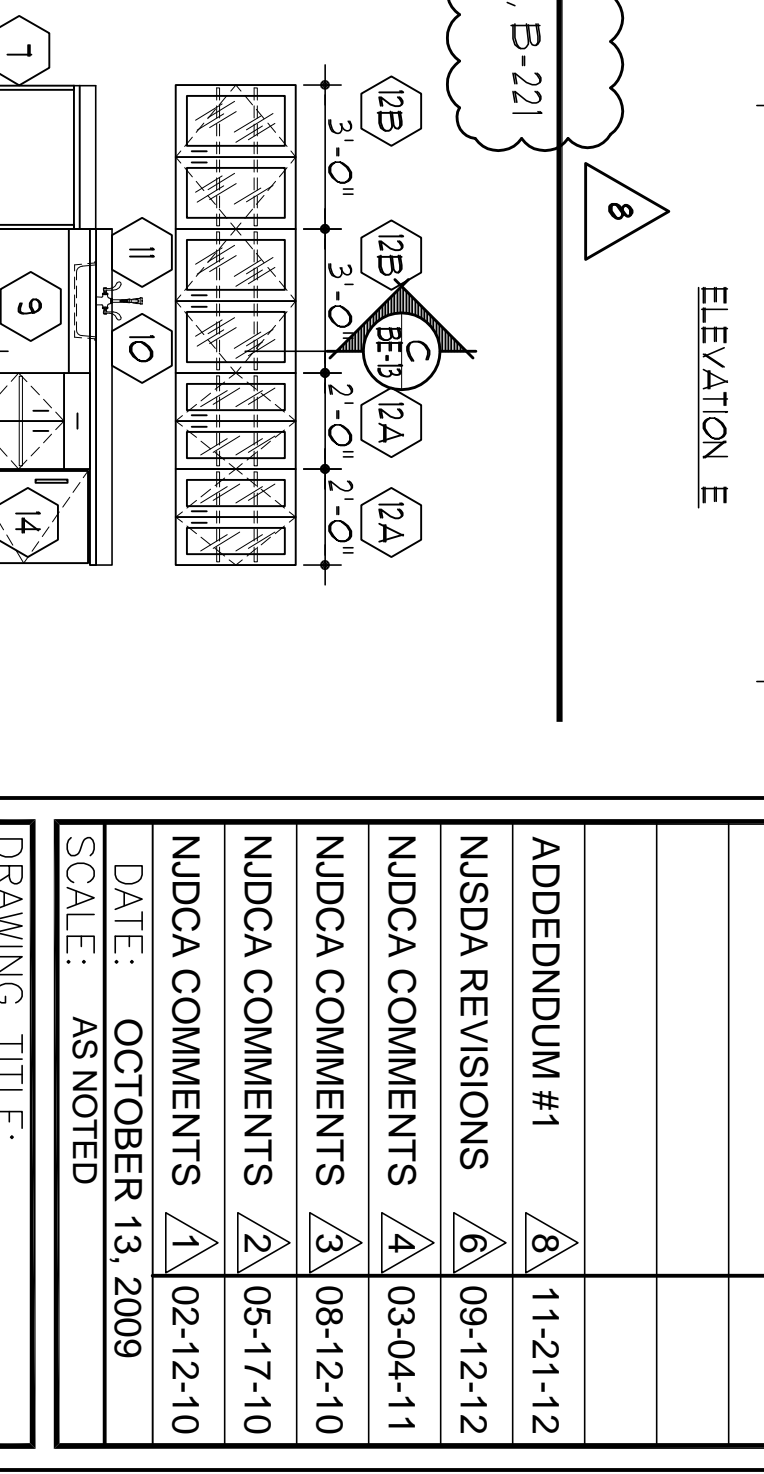 , B-221
8
ELEVATION E
12B
12B
12A
12A
3'-0"
3'-0"
2'-0"
2'-0"
C
BE-13
7
11
10
9
14
ADDEDNDUM #1 8 11-21-12
NJSDA REVISIONS 6 09-12-12
NJDCA COMMENTS 4 03-04-11
NJDCA COMMENTS 3 08-12-10
NJDCA COMMENTS 2 05-17-10
NJDCA COMMENTS 1 02-12-10
DATE: OCTOBER 13, 2009
SCALE: AS NOTED
DRAWING TITLE: